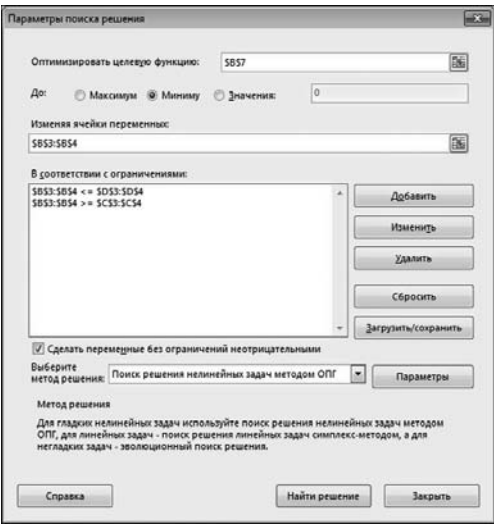 Параметры поиска решения
Оптимизировать целевую функцию:
$B$7
До:
Максимум
Миниму
Значения:
0
Изменяя ячейки переменных:
$B$3:$B$4
В соответствии с ограничениями:
$B$3:$B$4 <= $D$3:$D$4
$B$3:$B$4 >= $C$3:$C$4
Добавить
Изменить
Удалить
Сбросить
Загрузить/сохранить
Сделать переменные без ограничений неотрицательными
Выберите
метод решения:
Поиск решения нелинейных задач методом ОПГ
Параметры
Метод решения
Для гладких нелинейных задач используйте поиск решения нелинейных задач методом
ОПГ, для линейных задач - поиск решения линейных задач симплекс-методом, а для
негладких задач - эволюционный поиск решения.
Справка
Найти решение
Закрыть